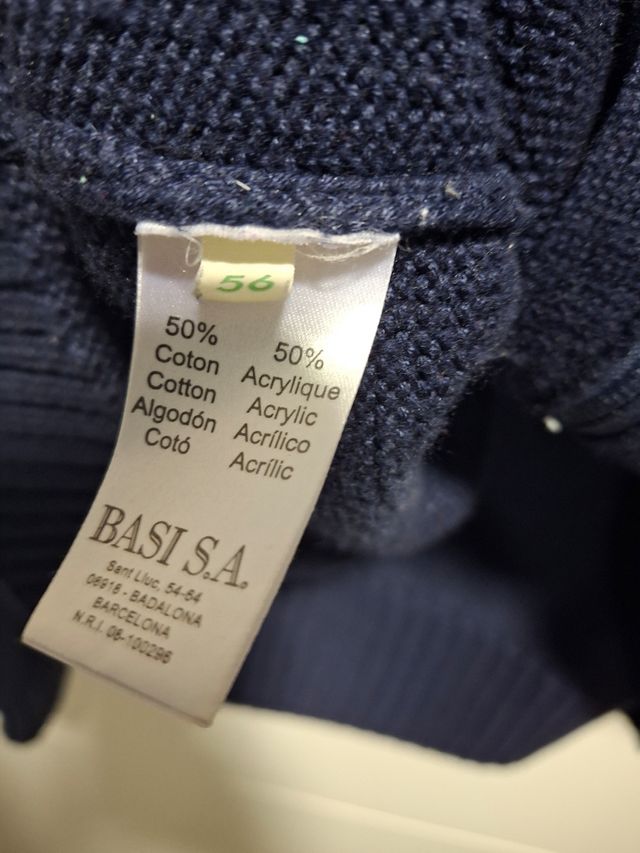 56
50%
Coton
Cotton
Algodón
Cotó
50%
Acrylique
Acrylic
Acrílico
Acrílic
BASI S.A.
Sant Lluc, 54-64
08918 - BADALONA
BARCELONA
N.R.I. 08-100296